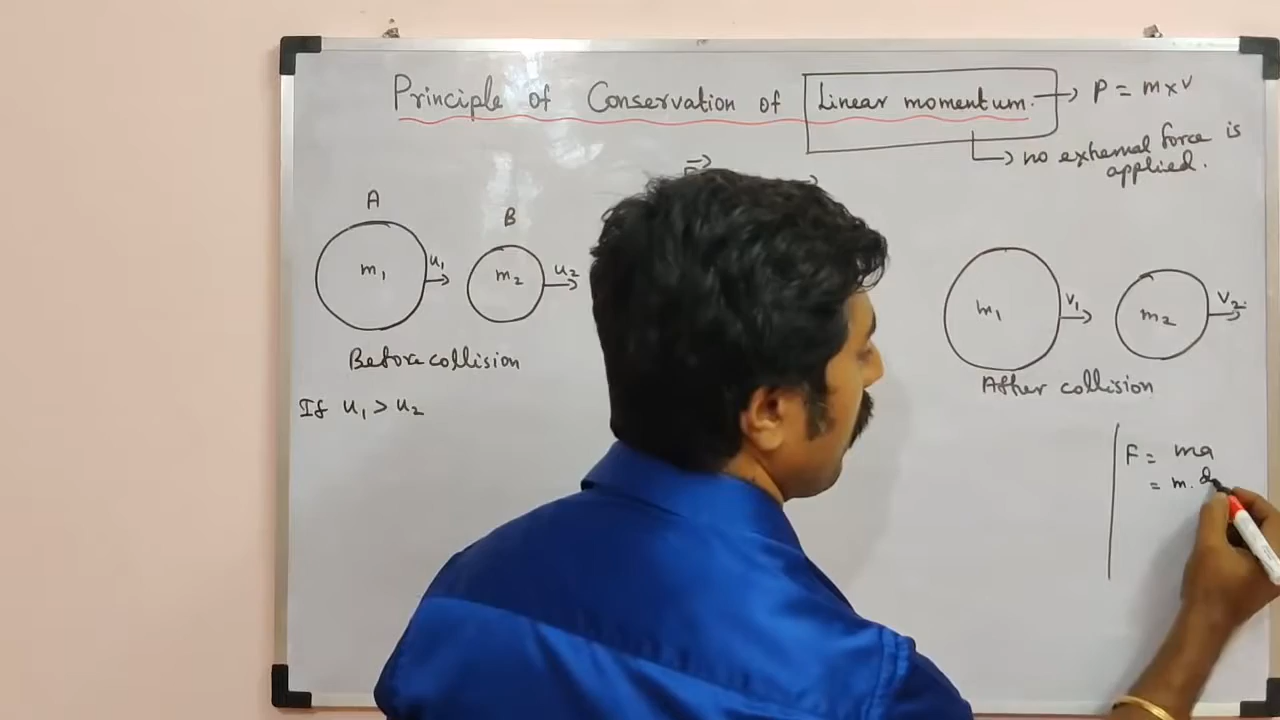 Principle of Conservation of Linear momentum. → P = m×v
→ no external force is
applied.
A
B
m₁
u₁
m₂
u₂
m₁
v₁
m₂
v₂.
Before collision
After collision
If u₁ > u₂
F = ma
= m.